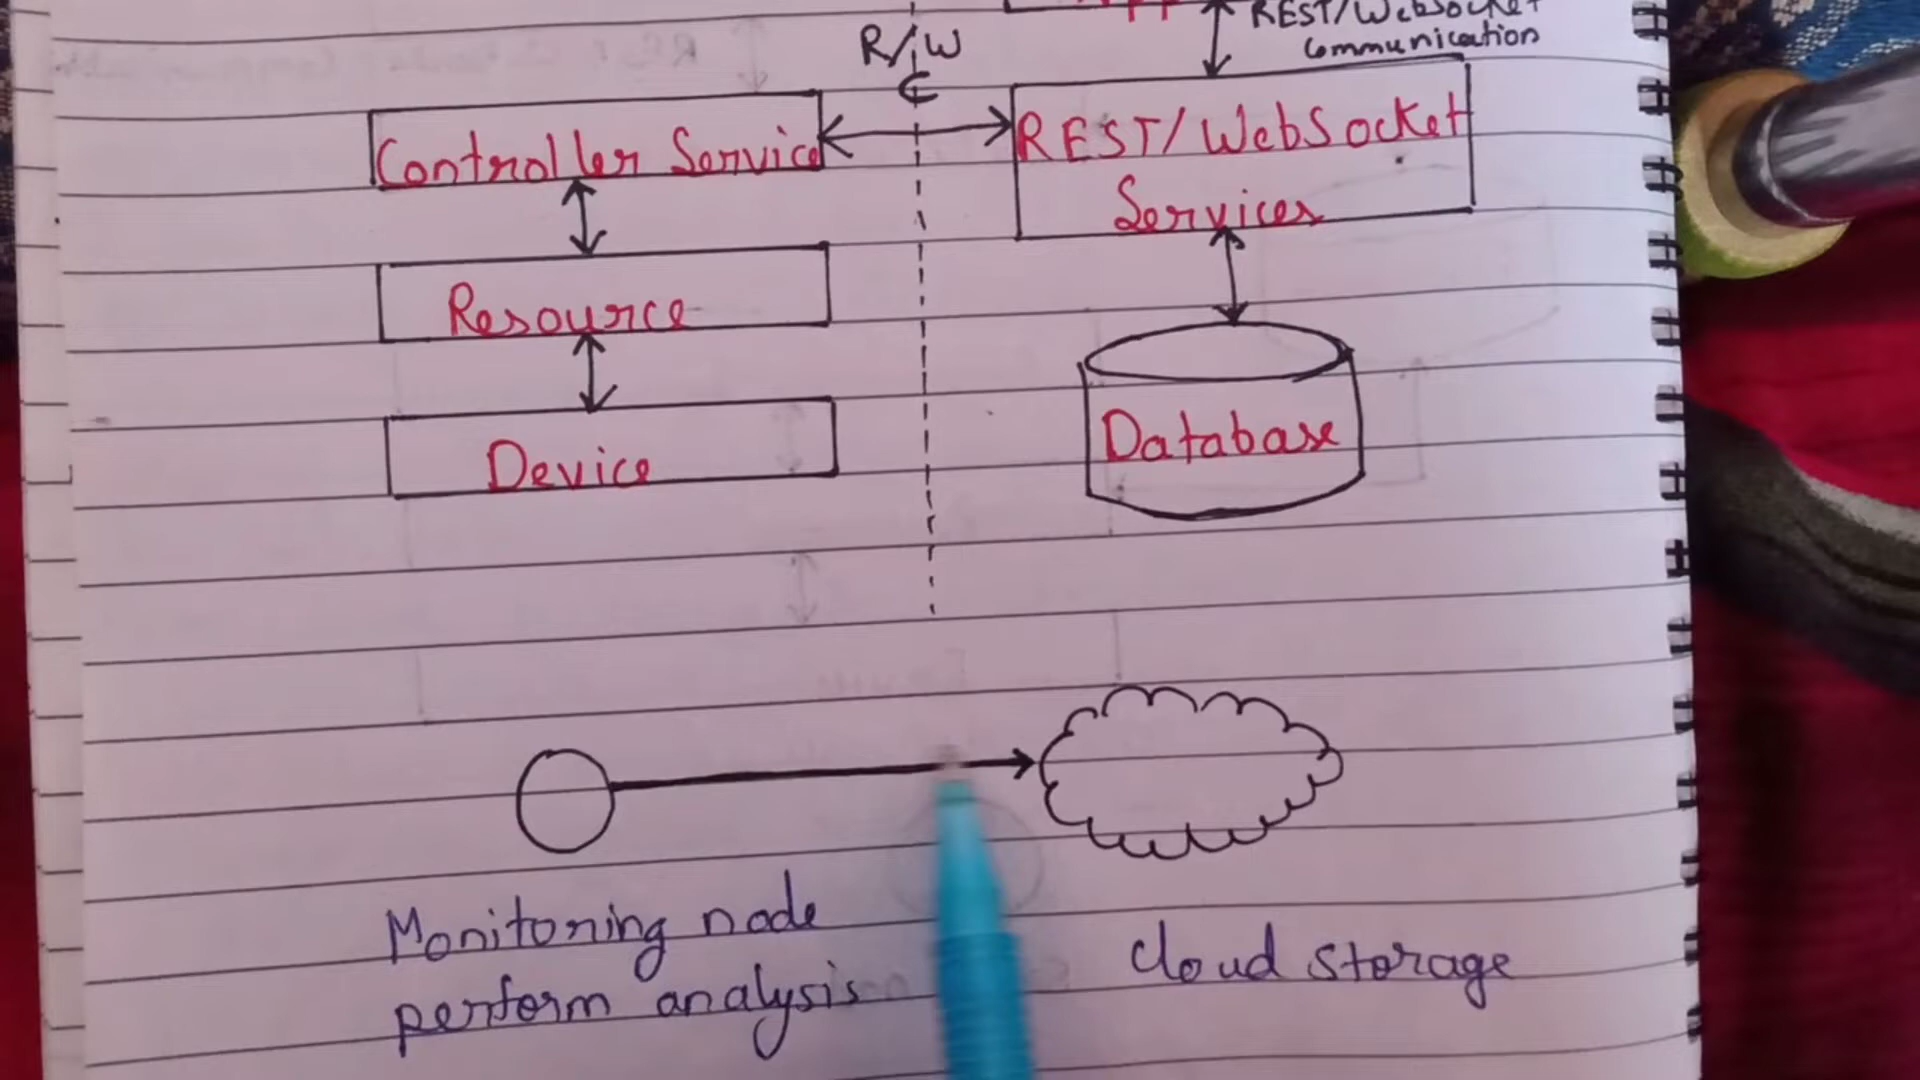 REST/WebSocket
Communication
R/W
Controller Service
REST/WebSocket
Services
Resource
Device
Database
Monitoring node
perform analysis
cloud storage